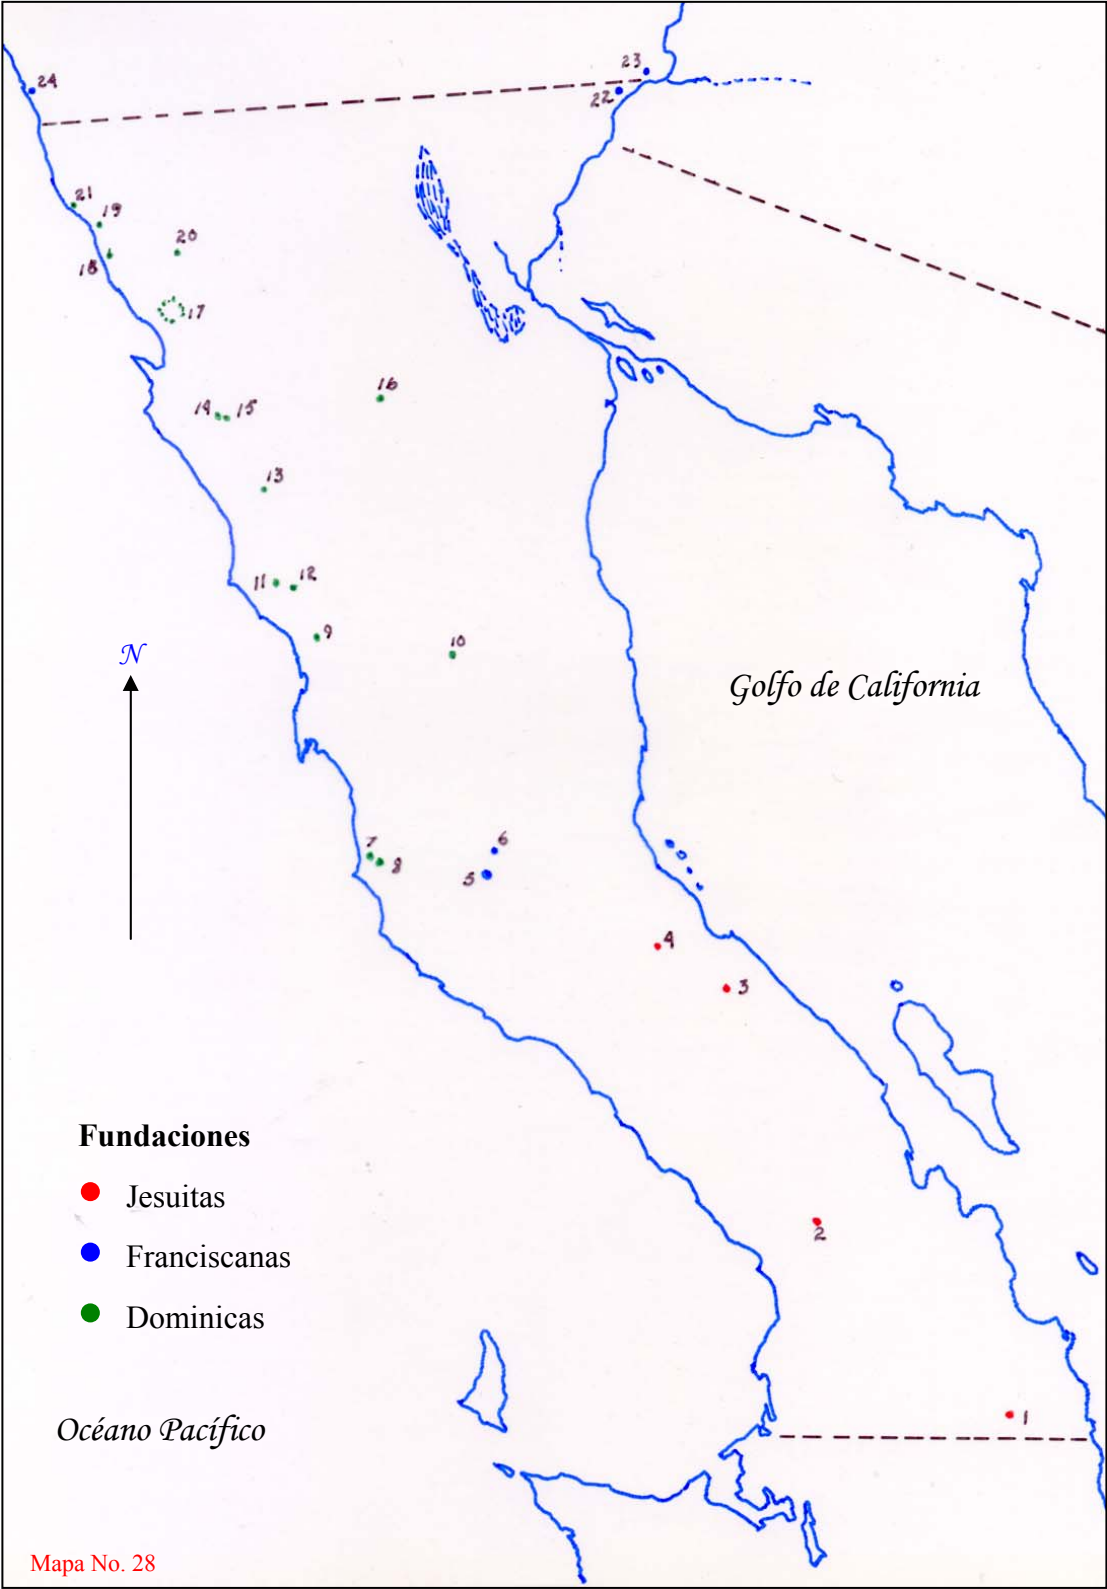 24
23
22
21
19
20
18
17
16
14 15
13
11 12
9
10
N
Golfo de California
7
6
8
5
4
3
Fundaciones
Jesuitas
Franciscanas
Dominicas
2
1
Océano Pacífico
Mapa No. 28